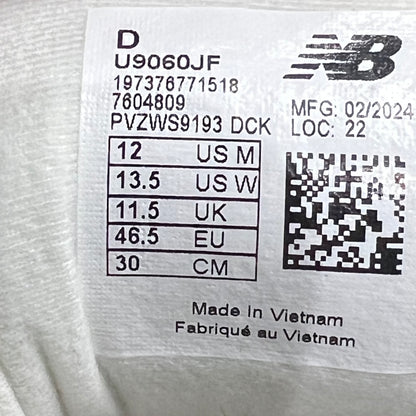 D
U9060JF
197376771518
7604809
PVZWS9193 DCK
NB
MFG: 02/2024
LOC: 22
12 US M
13.5 US W
11.5 UK
46.5 EU
30 CM
Made In Vietnam
Fabriqué au Vietnam